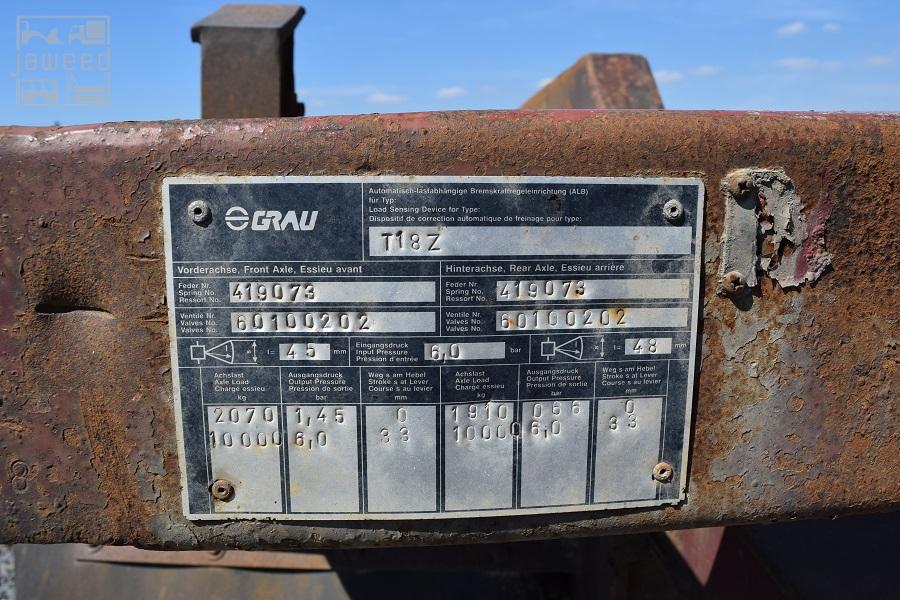 jaweed
GRAU
Automatisch-lastabhängige Bremskraftregeleinrichtung (ALB)
für Typ:
Load Sensing Device for Type:
Dispositif de correction automatique de freinage pour type:
T18Z
Vorderachse, Front Axle, Essieu avant
Feder Nr.
Spring No.
Ressort No.
419073
Ventile Nr.
Valves No.
Valves No.
60100202
Hinterachse, Rear Axle, Essieu arrière
Feder Nr.
Spring No.
Ressort No.
419073
Ventile Nr.
Valves No.
Valves No.
60100202
l = 45 mm
Eingangsdruck
Input Pressure
Pression d'entrée
6,0 bar
l = 48 mm
Achslast
Axle Load
Charge essieu
kg
Ausgangsdruck
Output Pressure
Pression de sortie
bar
Weg s am Hebel
Stroke s at Lever
Course s au levier
mm
Achslast
Axle Load
Charge essieu
kg
Ausgangsdruck
Output Pressure
Pression de sortie
bar
Weg s am Hebel
Stroke s at Lever
Course s au levier
mm
2070 1,45 0 1910 056 0
10000 6,0 33 10000 6,0 33